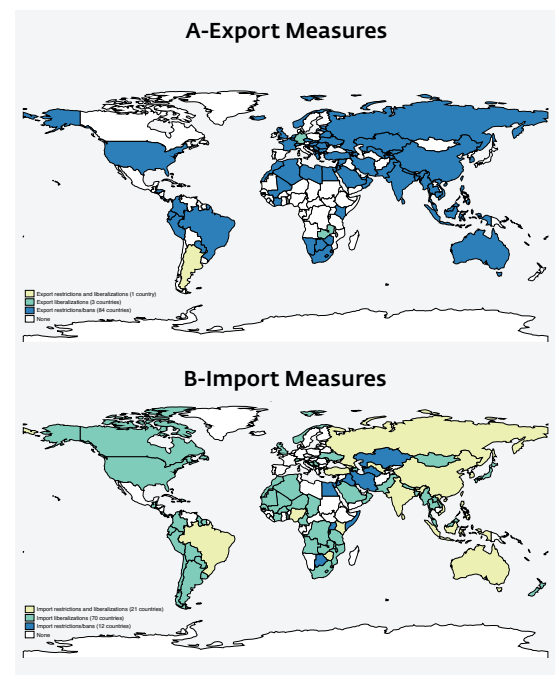 A-Export Measures
Export restrictions and liberalizations (1 country)
Export liberalizations (3 countries)
Export restrictions/bans (84 countries)
None
B-Import Measures
Import restrictions and liberalizations (21 countries)
Import liberalizations (70 countries)
Import restrictions/bans (12 countries)
None